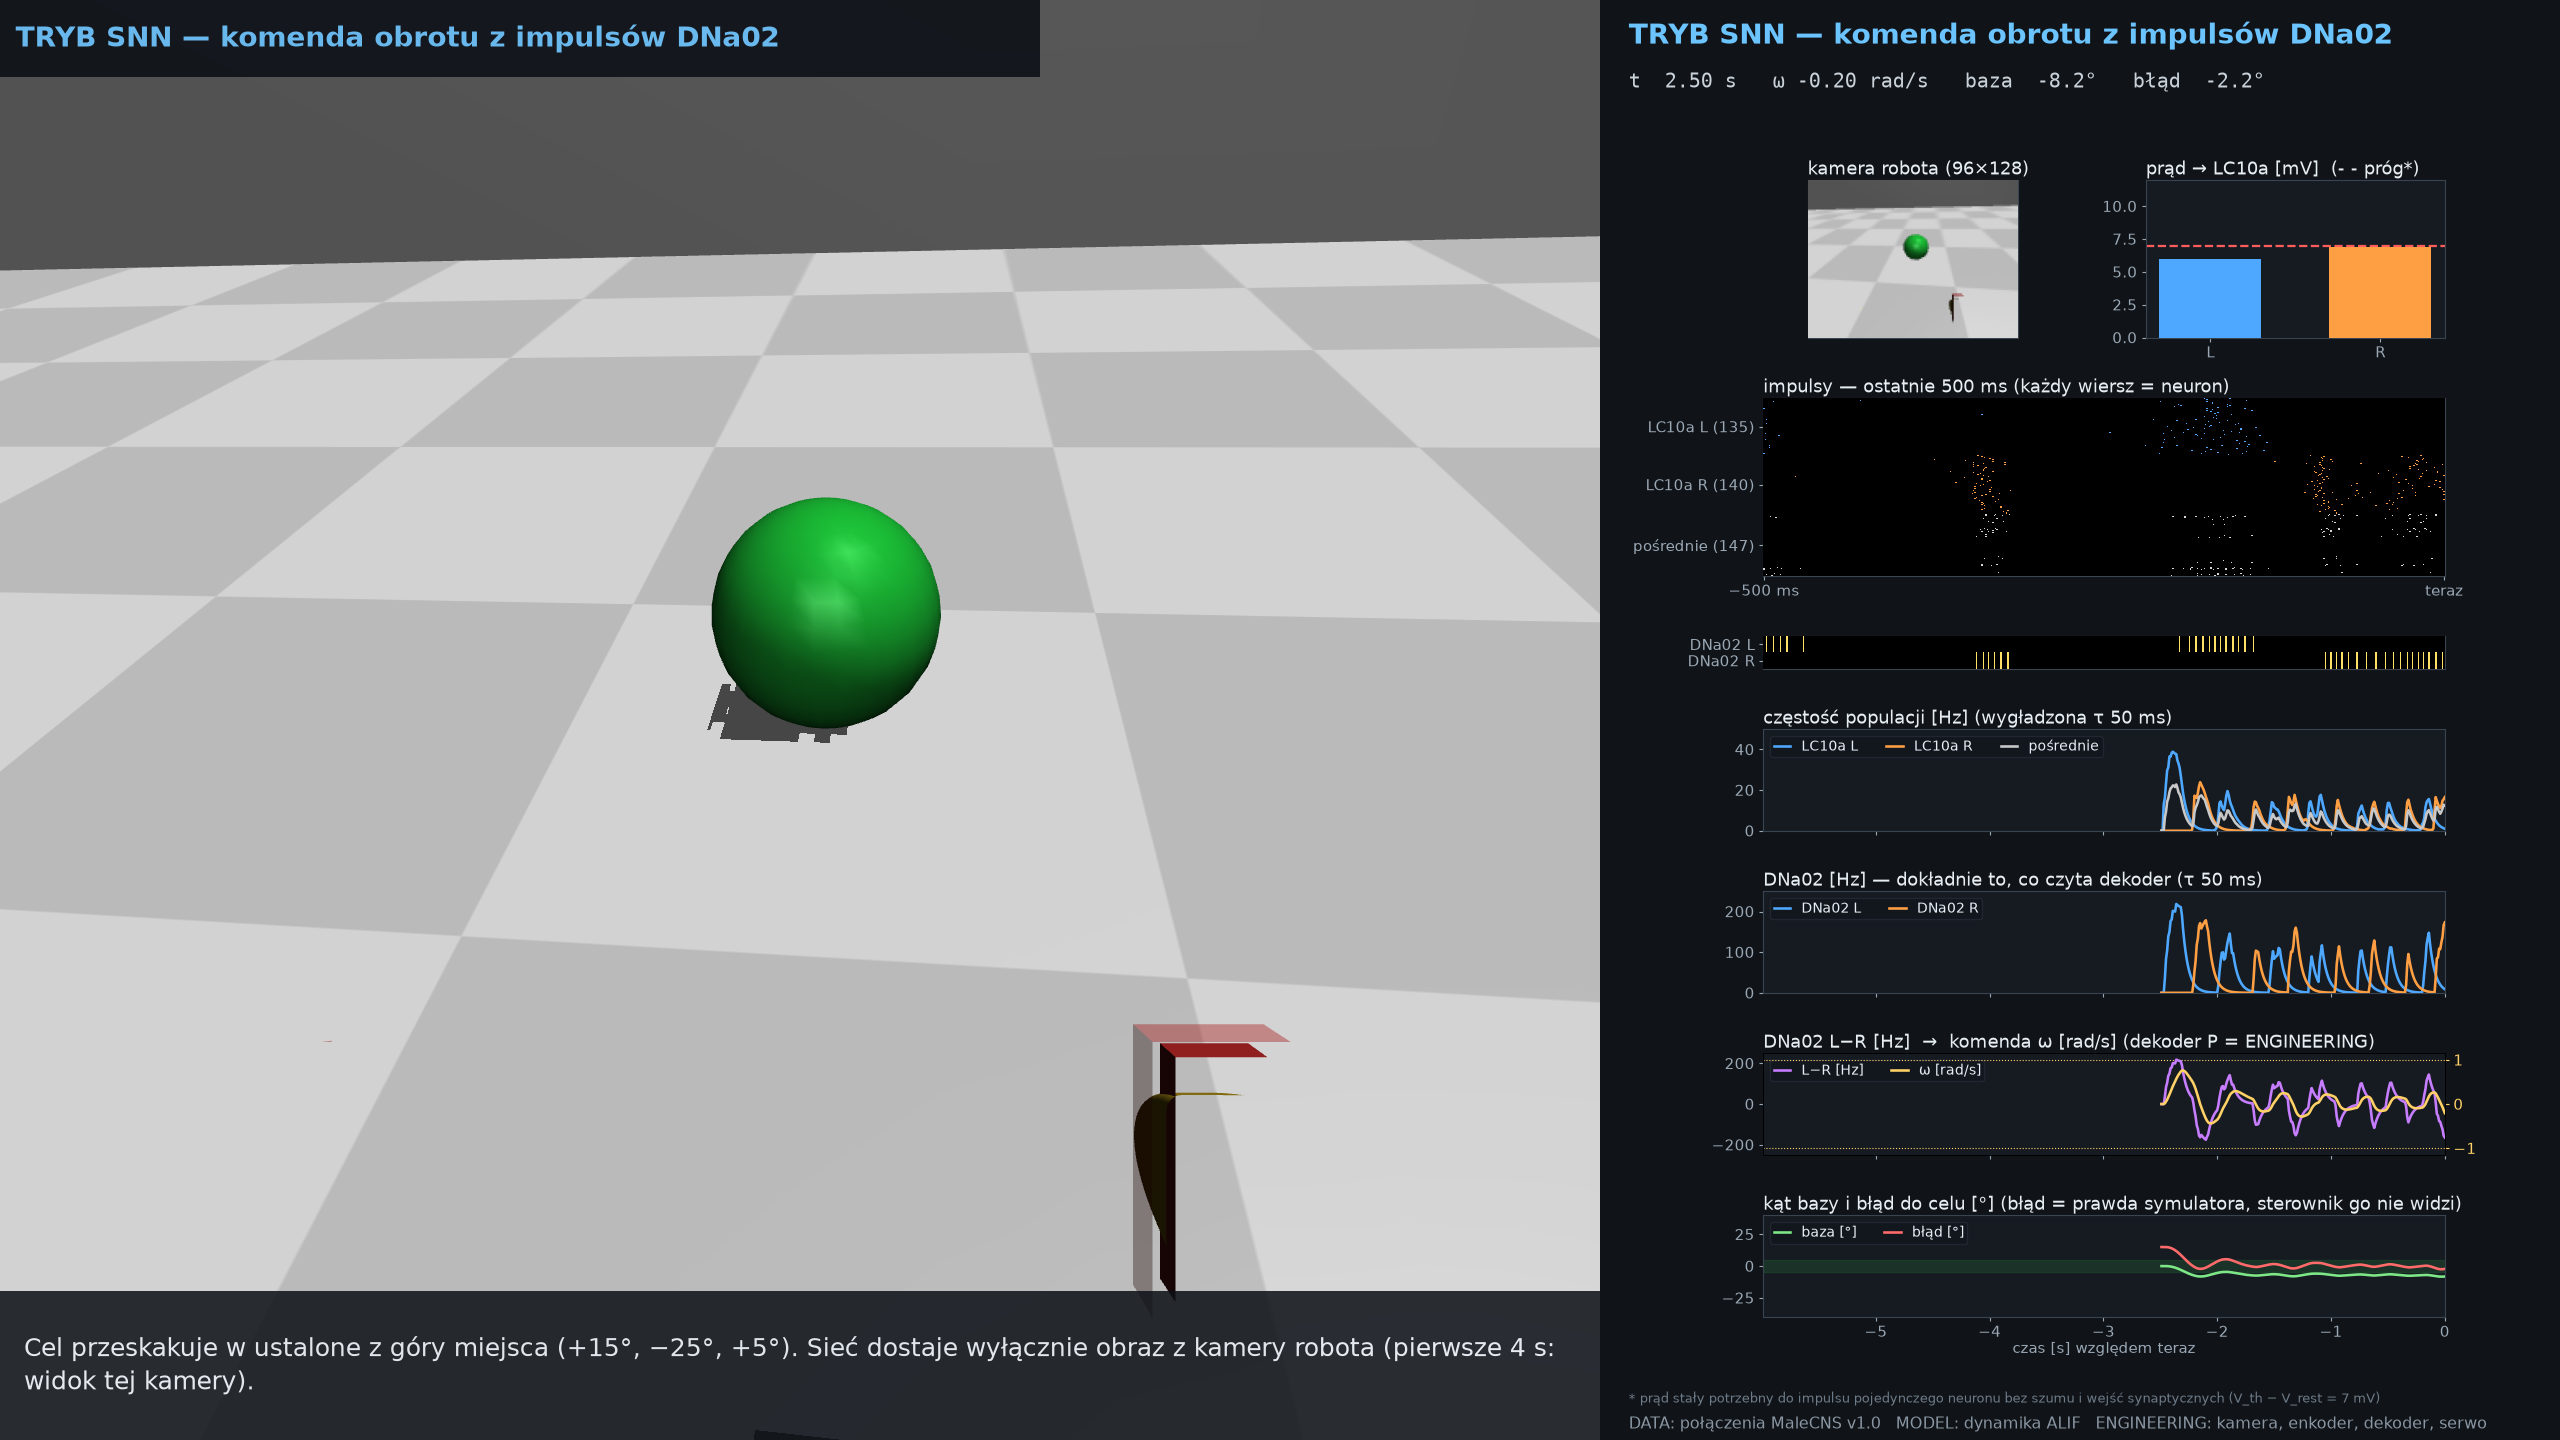 TRYB SNN — komenda obrotu z impulsów DNa02
Cel przeskakuje w ustalone z góry miejsca (+15°, −25°, +5°). Sieć dostaje wyłącznie obraz z kamery robota (pierwsze 4 s:
widok tej kamery).
TRYB SNN — komenda obrotu z impulsów DNa02
t 2.50 s ω -0.20 rad/s baza -8.2° błąd -2.2°
kamera robota (96×128)
prąd → LC10a [mV] (- - próg*)
10.0
7.5
5.0
2.5
0.0
L R
impulsy — ostatnie 500 ms (każdy wiersz = neuron)
LC10a L (135)
LC10a R (140)
pośrednie (147)
−500 ms teraz
DNa02 L
DNa02 R
częstość populacji [Hz] (wygładzona τ 50 ms)
LC10a L LC10a R pośrednie
40
20
0
DNa02 [Hz] — dokładnie to, co czyta dekoder (τ 50 ms)
DNa02 L DNa02 R
200
100
0
DNa02 L−R [Hz] → komenda ω [rad/s] (dekoder P = ENGINEERING)
L−R [Hz] ω [rad/s]
200 1
0 0
−200 −1
kąt bazy i błąd do celu [°] (błąd = prawda symulatora, sterownik go nie widzi)
baza [°] błąd [°]
25
0
−25
−5 −4 −3 −2 −1 0
czas [s] względem teraz
* prąd stały potrzebny do impulsu pojedynczego neuronu bez szumu i wejść synaptycznych (V_th − V_rest = 7 mV)
DATA: połączenia MaleCNS v1.0 MODEL: dynamika ALIF ENGINEERING: kamera, enkoder, dekoder, serwo